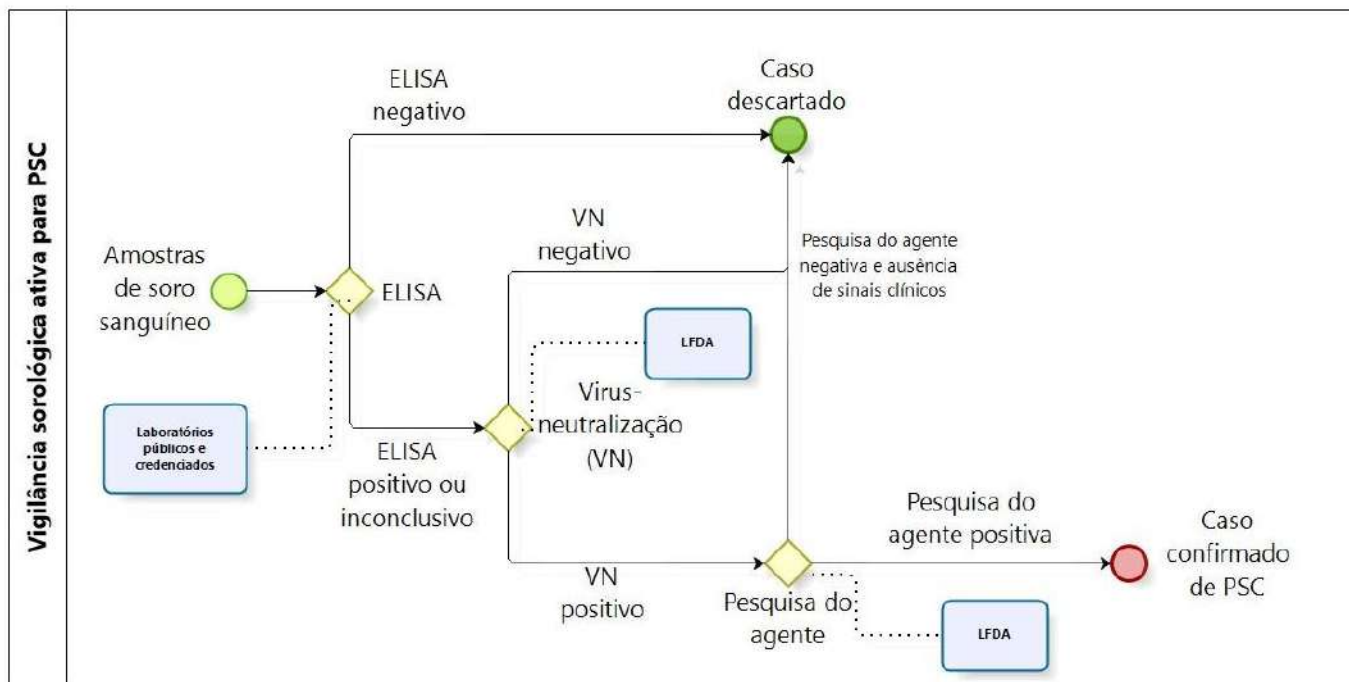 Vigilância sorológica ativa para PSC
ELISA
negativo
Caso
descartado
Amostras
de soro
sanguíneo
ELISA
VN
negativo
Pesquisa do agente
negativa e ausência
de sinais clínicos
LFDA
Laboratórios
públicos e
credenciados
ELISA
positivo ou
inconclusivo
Virus-
neutralização
(VN)
VN
positivo
Pesquisa do
agente
Pesquisa do
agente positiva
Caso
confirmado
de PSC
LFDA